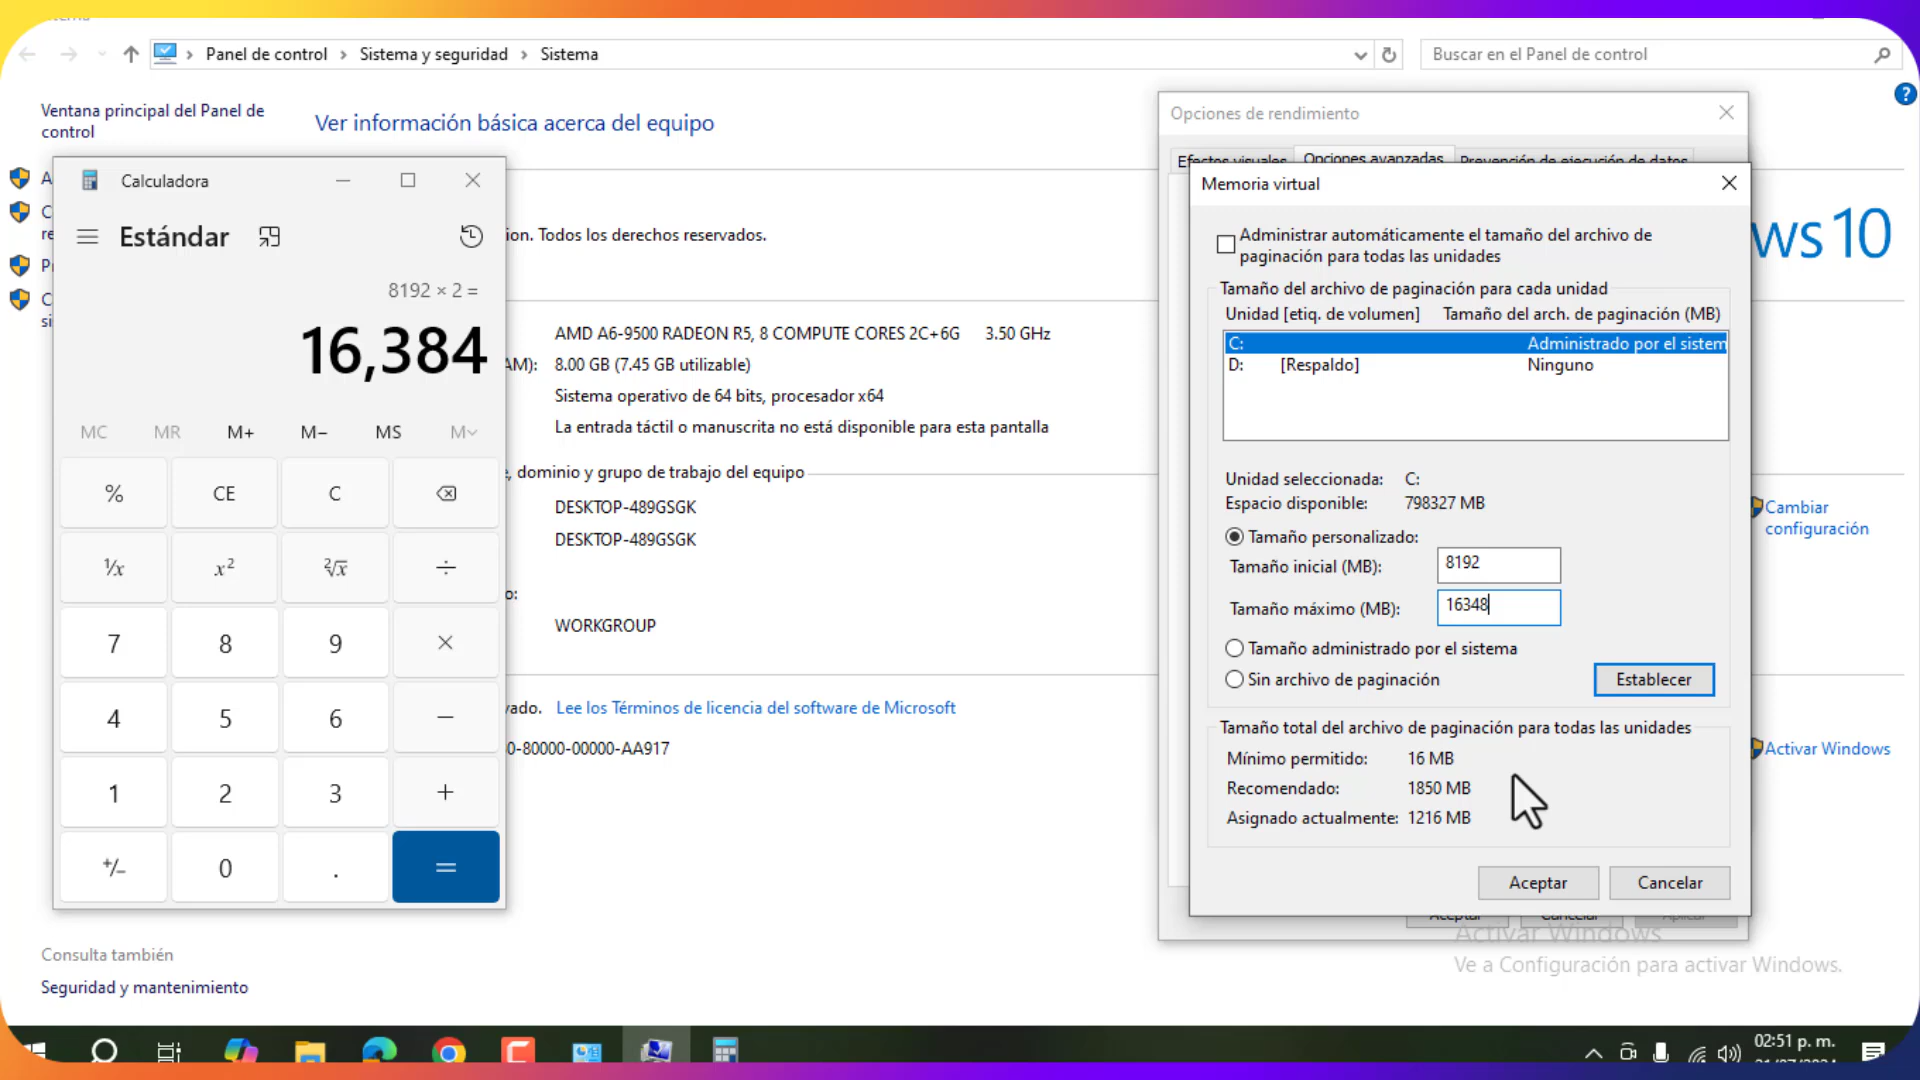 Panel de control > Sistema y seguridad > Sistema
Buscar en el Panel de control
Ventana principal del Panel de
control
Ver información básica acerca del equipo
ion. Todos los derechos reservados.
ws 10
AMD A6-9500 RADEON R5, 8 COMPUTE CORES 2C+6G 3.50 GHz
AM): 8.00 GB (7.45 GB utilizable)
Sistema operativo de 64 bits, procesador x64
La entrada táctil o manuscrita no está disponible para esta pantalla
, dominio y grupo de trabajo del equipo
DESKTOP-489GSGK
DESKTOP-489GSGK
o:
WORKGROUP
Cambiar
configuración
vado. Lee los Términos de licencia del software de Microsoft
0-80000-00000-AA917
Activar Windows
Consulta también
Seguridad y mantenimiento
Calculadora
Estándar
8192 × 2 =
16,384
MC MR M+ M− MS M
% CE C
1/x x² ²√x ÷
7 8 9 ×
4 5 6 −
1 2 3 +
+/− 0 . =
Opciones de rendimiento
Efectos visuales Opciones avanzadas Prevención de ejecución de datos
Memoria virtual
Administrar automáticamente el tamaño del archivo de
paginación para todas las unidades
Tamaño del archivo de paginación para cada unidad
Unidad [etiq. de volumen] Tamaño del arch. de paginación (MB)
C: Administrado por el sistem
D: [Respaldo] Ninguno
Unidad seleccionada: C:
Espacio disponible: 798327 MB
Tamaño personalizado:
Tamaño inicial (MB): 8192
Tamaño máximo (MB): 16348
Tamaño administrado por el sistema
Sin archivo de paginación
Establecer
Tamaño total del archivo de paginación para todas las unidades
Mínimo permitido: 16 MB
Recomendado: 1850 MB
Asignado actualmente: 1216 MB
Aceptar Cancelar
Aceptar Cancelar Aplicar
Activar Windows
Ve a Configuración para activar Windows.
02:51 p. m.